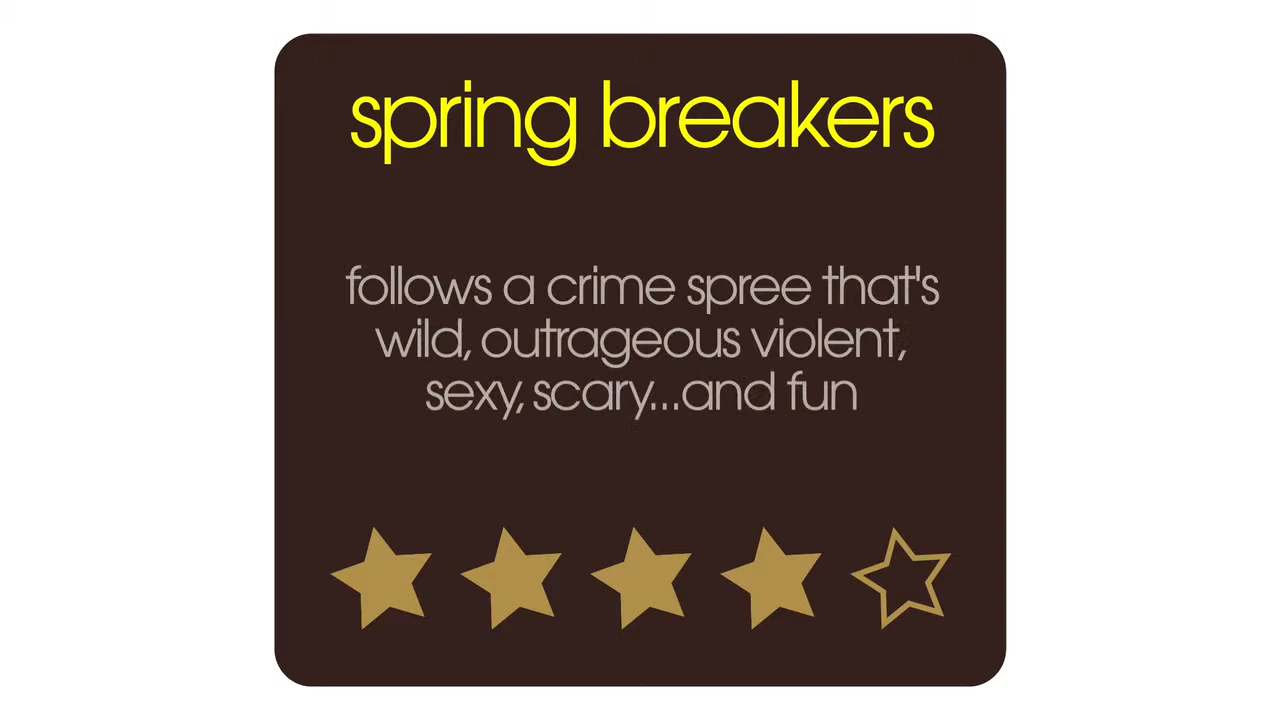 spring breakers
follows a crime spree that's
wild, outrageous violent,
sexy, scary...and fun